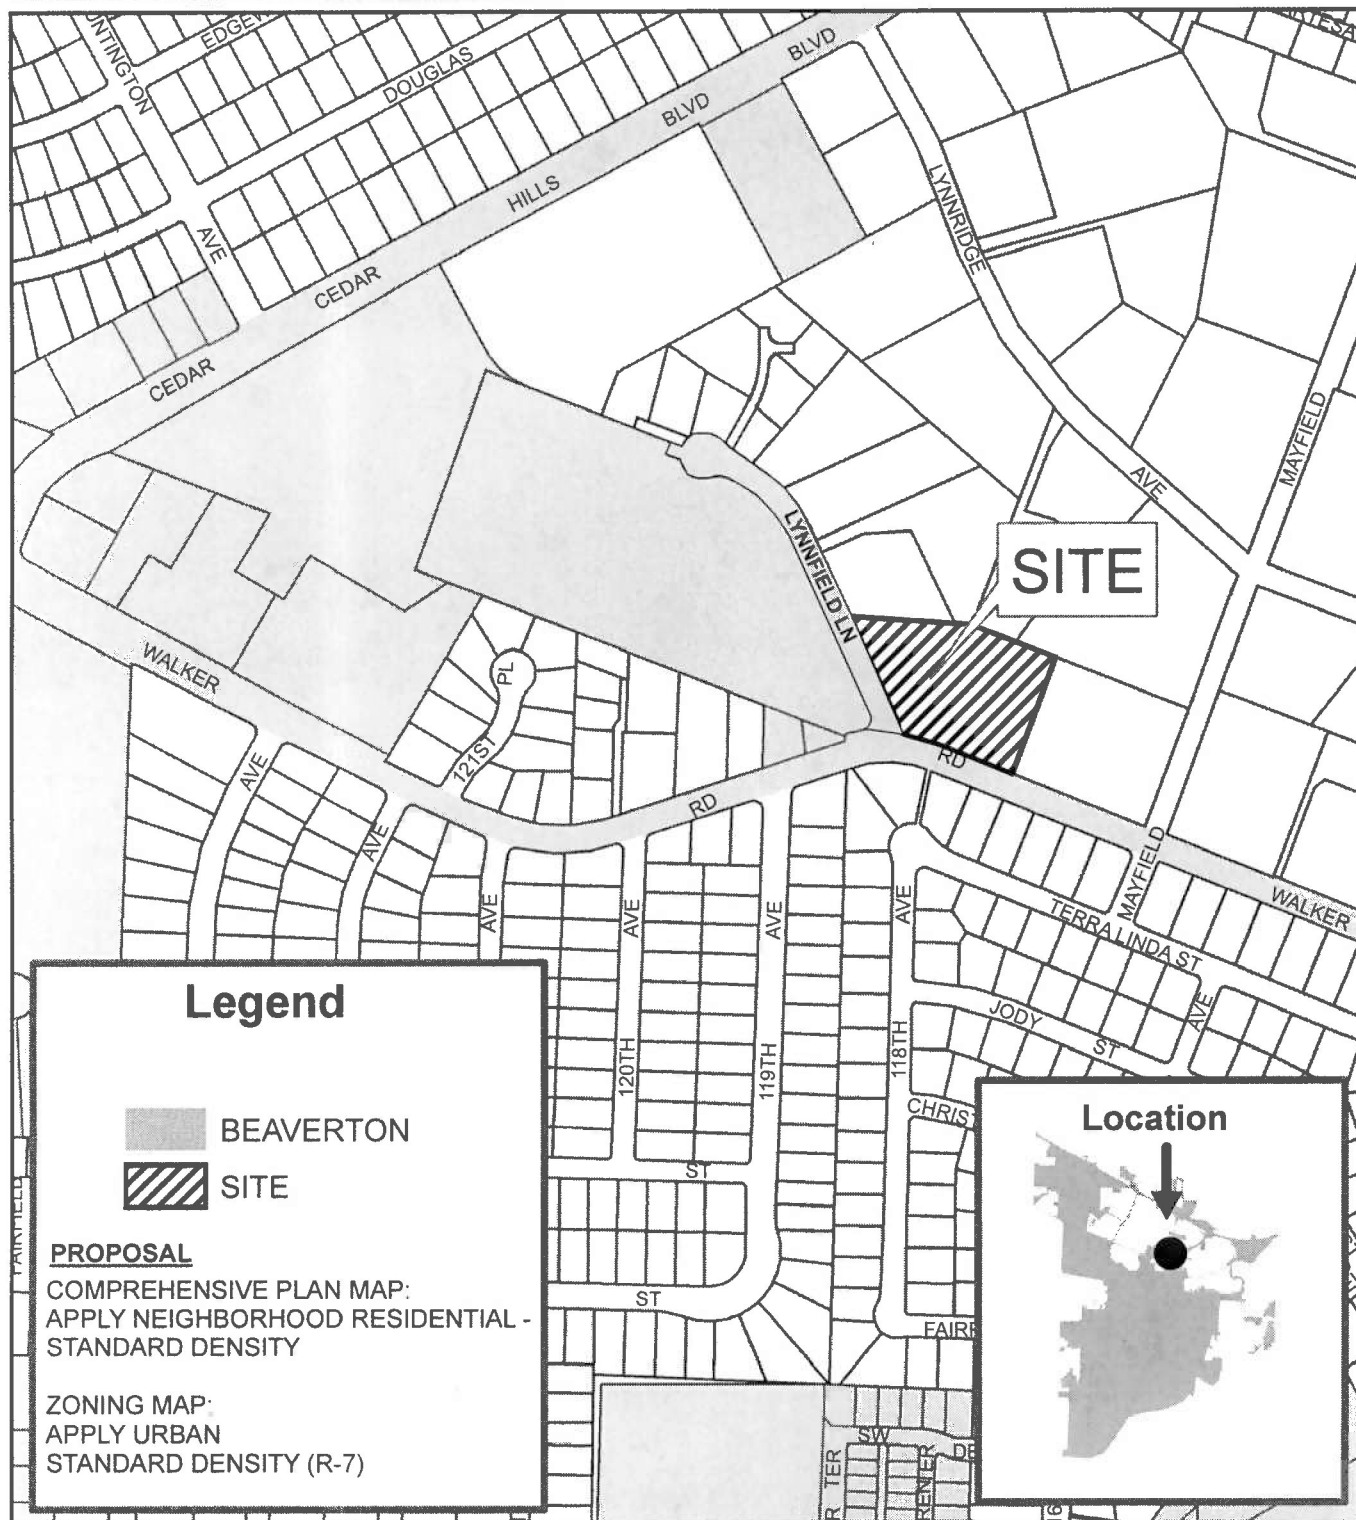 EDGEW
DOUGLAS
BLVD
BLVD
HILLS
CEDAR
CEDAR
AVE
LYNNRIDGE
AVE
MAYFIELD
LYNNFIELD LN
SITE
WALKER
PL
121ST
AVE
AVE
AVE
RD
RD
MAYFIELD
WALKER
TERRA LINDA ST
AVE
AVE
AVE
AVE
JODY
ST
120TH
119TH
118TH
CHRIS
ST
ST
FAIR
SW
DE
TER
Legend
BEAVERTON
SITE
PROPOSAL
COMPREHENSIVE PLAN MAP:
APPLY NEIGHBORHOOD RESIDENTIAL -
STANDARD DENSITY
ZONING MAP:
APPLY URBAN
STANDARD DENSITY (R-7)
Location